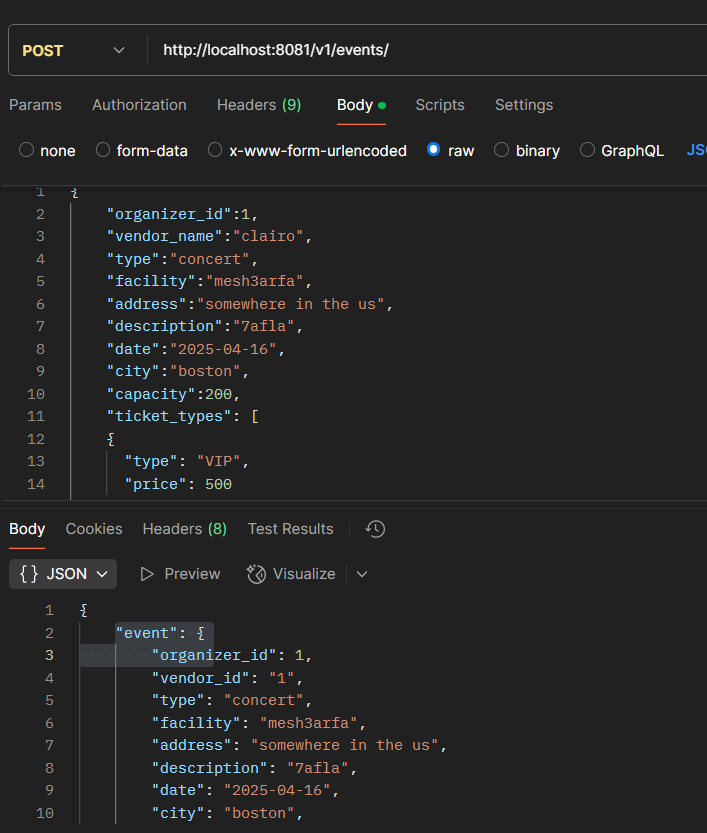 POST http://localhost:8081/v1/events/
Params Authorization Headers (9) Body Scripts Settings
none form-data x-www-form-urlencoded raw binary GraphQL JSO
1 {
2 "organizer_id":1,
3 "vendor_name":"clairo",
4 "type":"concert",
5 "facility":"mesh3arfa",
6 "address":"somewhere in the us",
7 "description":"7afla",
8 "date":"2025-04-16",
9 "city":"boston",
10 "capacity":200,
11 "ticket_types": [
12 {
13 "type": "VIP",
14 "price": 500
Body Cookies Headers (8) Test Results
{} JSON Preview Visualize
1 {
2 "event": {
3 "organizer_id": 1,
4 "vendor_id": "1",
5 "type": "concert",
6 "facility": "mesh3arfa",
7 "address": "somewhere in the us",
8 "description": "7afla",
9 "date": "2025-04-16",
10 "city": "boston",